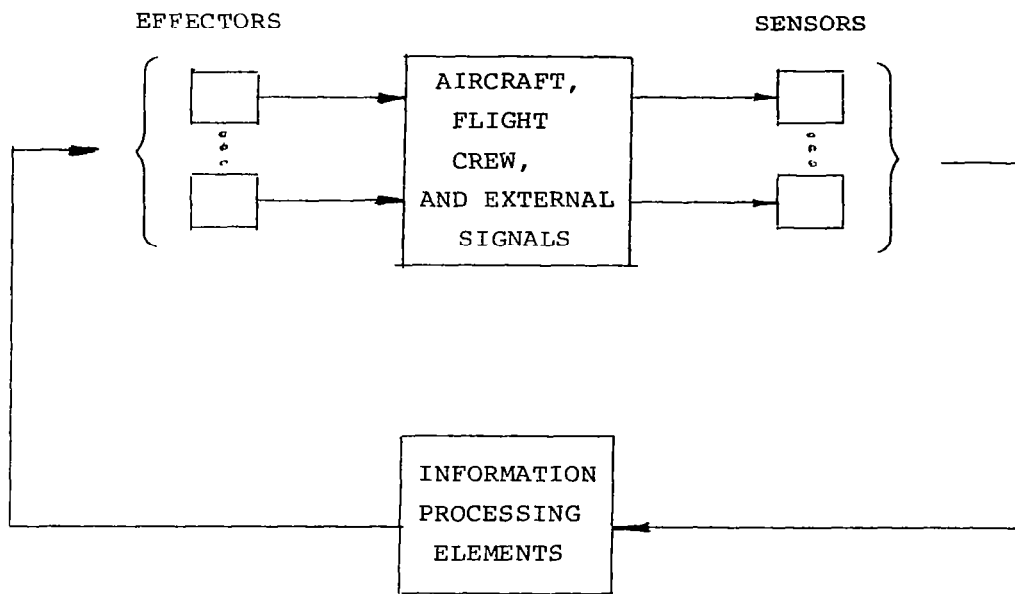 EFFECTORS
SENSORS
AIRCRAFT,
FLIGHT
CREW,
AND EXTERNAL
SIGNALS
INFORMATION
PROCESSING
ELEMENTS